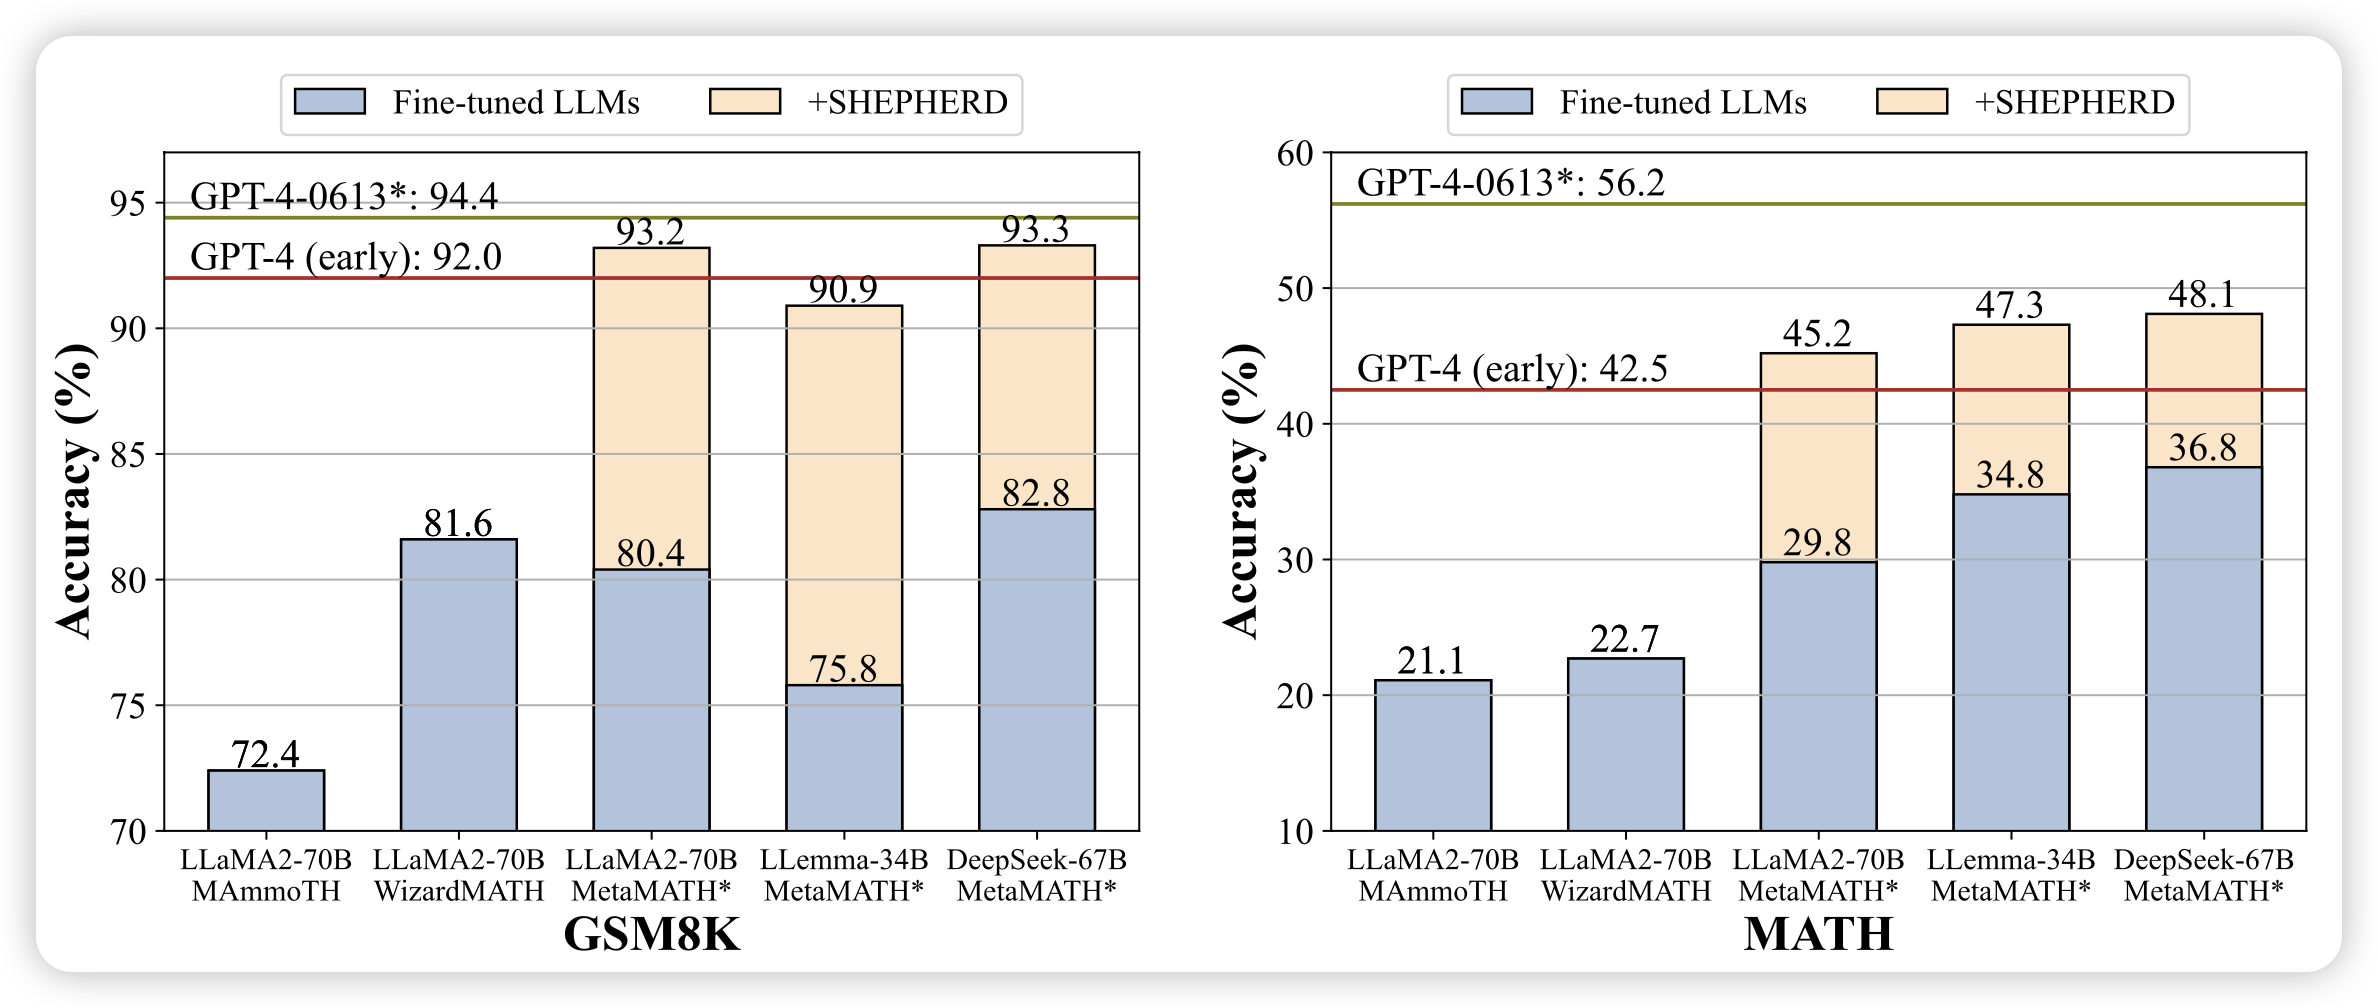 Fine-tuned LLMs +SHEPHERD
GPT-4-0613*: 94.4
GPT-4 (early): 92.0
95
90
85
80
75
70
Accuracy (%)
72.4
81.6
93.2
80.4
90.9
75.8
93.3
82.8
LLaMA2-70B MAmmoTH
LLaMA2-70B WizardMATH
LLaMA2-70B MetaMATH*
LLemma-34B MetaMATH*
DeepSeek-67B MetaMATH*
GSM8K
Fine-tuned LLMs +SHEPHERD
GPT-4-0613*: 56.2
GPT-4 (early): 42.5
60
50
40
30
20
10
Accuracy (%)
21.1
22.7
45.2
29.8
47.3
34.8
48.1
36.8
LLaMA2-70B MAmmoTH
LLaMA2-70B WizardMATH
LLaMA2-70B MetaMATH*
LLemma-34B MetaMATH*
DeepSeek-67B MetaMATH*
MATH